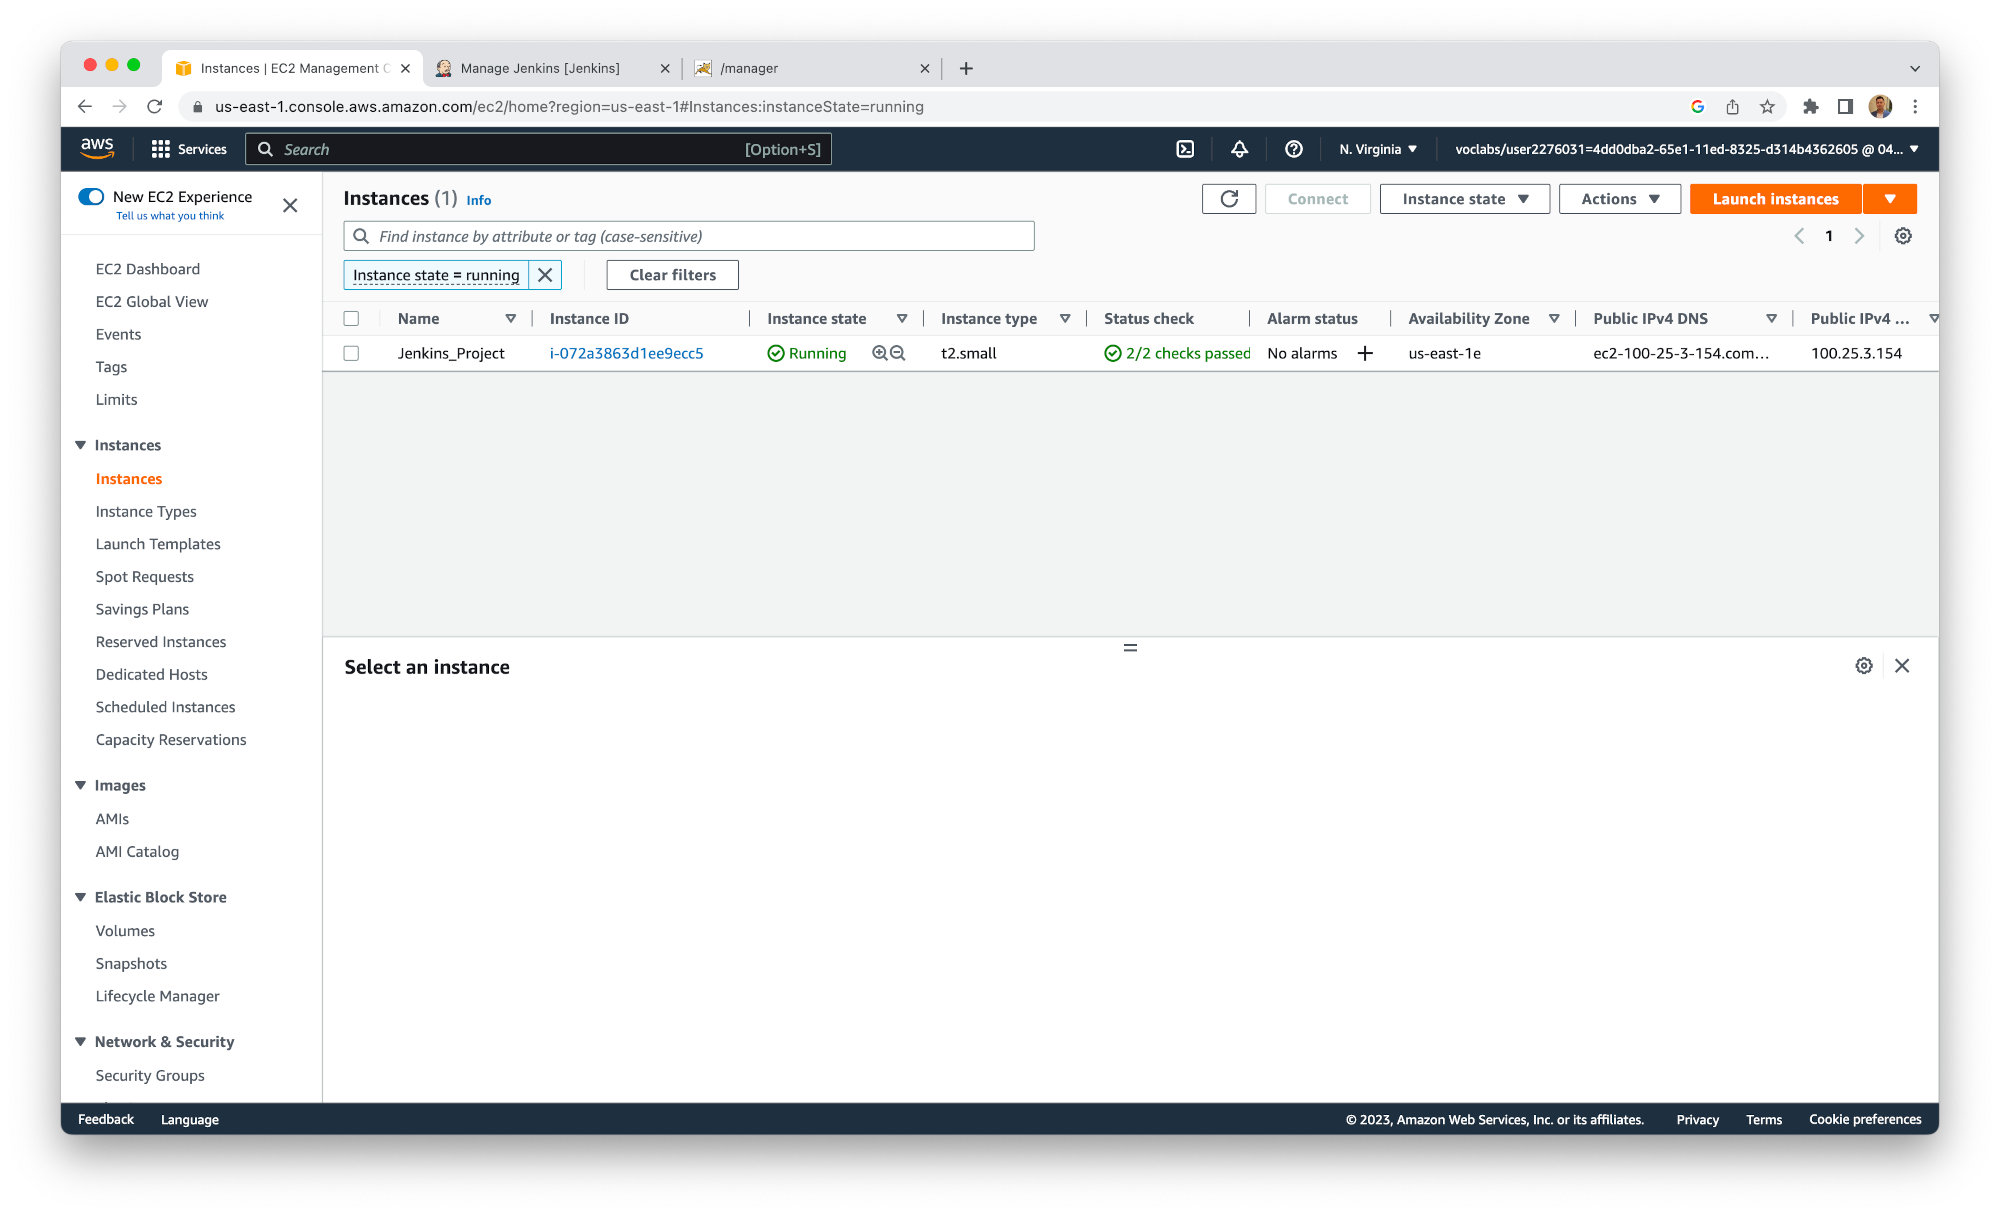 Instances | EC2 Management C
Manage Jenkins [Jenkins]
/manager
us-east-1.console.aws.amazon.com/ec2/home?region=us-east-1#Instances:instanceState=running
aws
Services
Search
[Option+S]
N. Virginia
voclabs/user2276031=4dd0dba2-65e1-11ed-8325-d314b4362605 @ 04...
New EC2 Experience
Tell us what you think
EC2 Dashboard
EC2 Global View
Events
Tags
Limits
Instances
Instances
Instance Types
Launch Templates
Spot Requests
Savings Plans
Reserved Instances
Dedicated Hosts
Scheduled Instances
Capacity Reservations
Images
AMIs
AMI Catalog
Elastic Block Store
Volumes
Snapshots
Lifecycle Manager
Network & Security
Security Groups
Instances (1) Info
Connect
Instance state
Actions
Launch instances
Find instance by attribute or tag (case-sensitive)
1
Instance state = running
Clear filters
Name Instance ID Instance state Instance type Status check Alarm status Availability Zone Public IPv4 DNS Public IPv4 ...
Jenkins_Project i-072a3863d1ee9ecc5 Running t2.small 2/2 checks passed No alarms us-east-1e ec2-100-25-3-154.com... 100.25.3.154
Select an instance
Feedback Language © 2023, Amazon Web Services, Inc. or its affiliates. Privacy Terms Cookie preferences